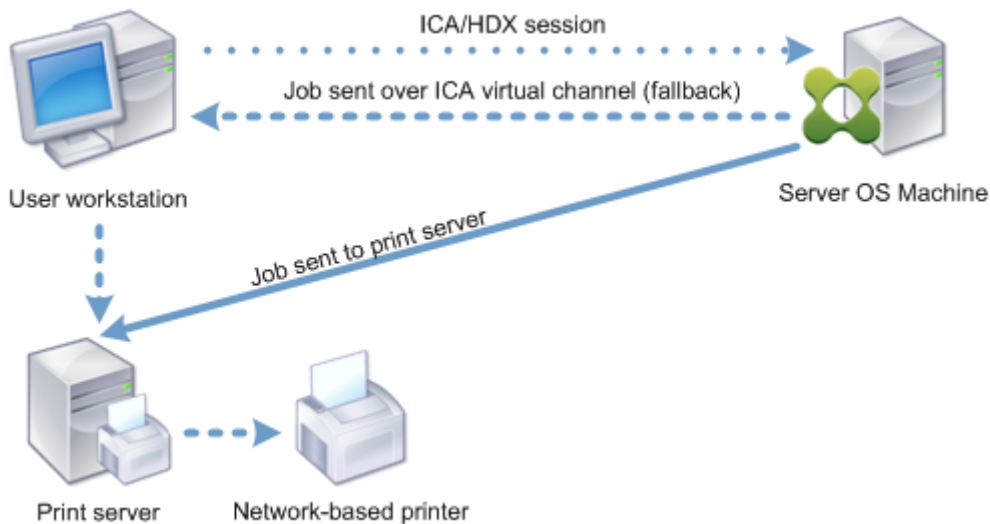 ICA/HDX session
Job sent over ICA virtual channel (fallback)
User workstation
Server OS Machine
Job sent to print server
Print server
Network-based printer